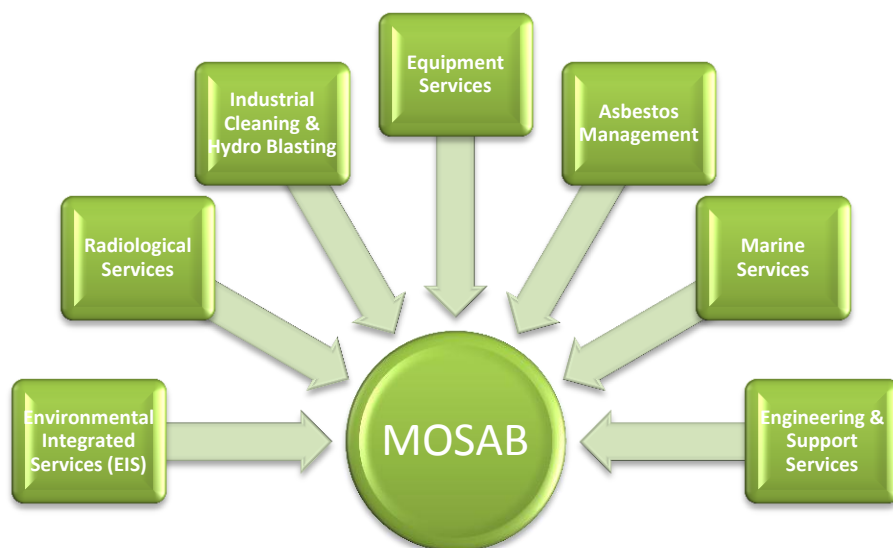 Environmental
Integrated
Services (EIS)
Radiological
Services
Industrial
Cleaning &
Hydro Blasting
Equipment
Services
Asbestos
Management
Marine
Services
Engineering &
Support
Services
MOSAB